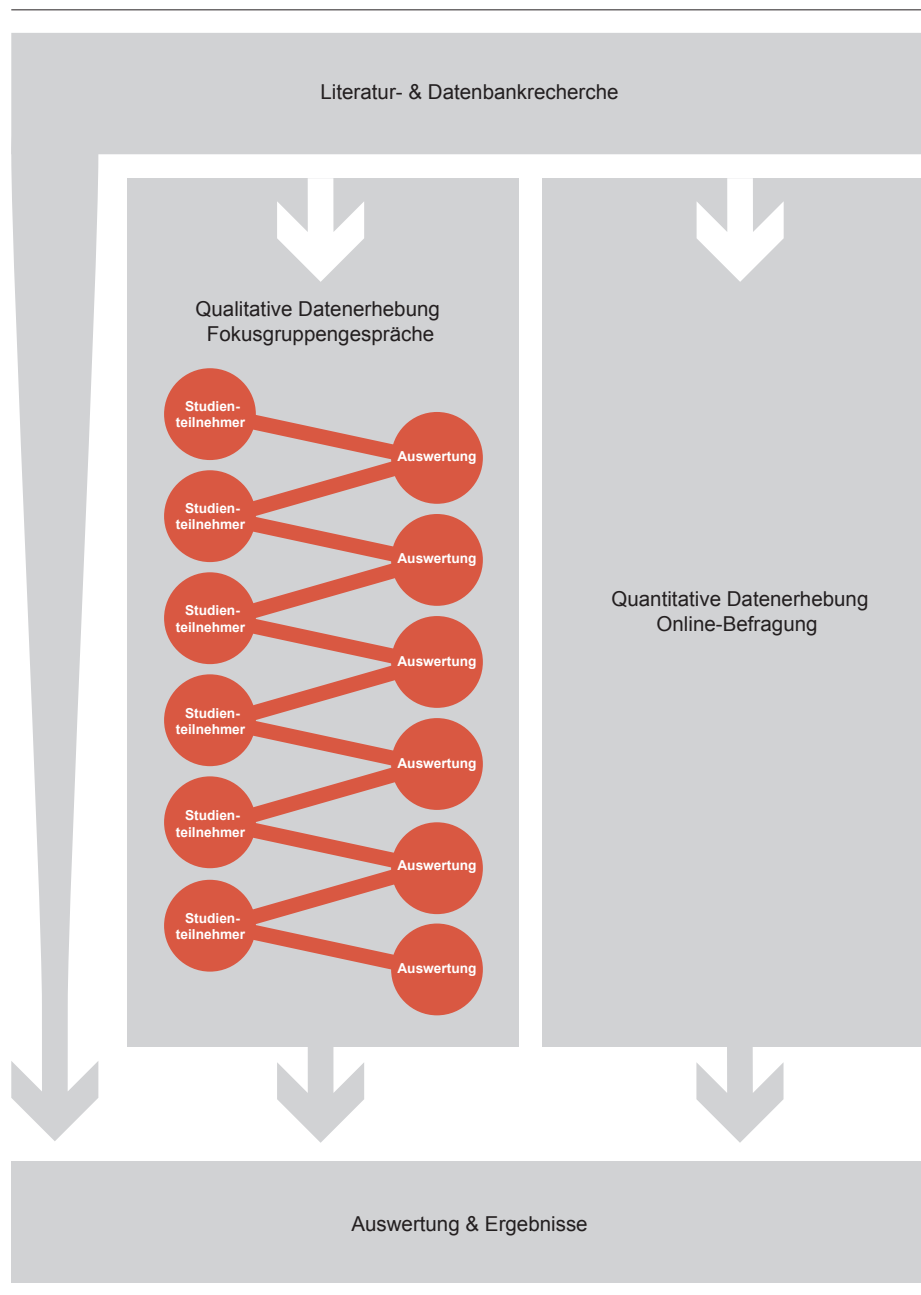 Literatur- & Datenbankrecherche
Qualitative Datenerhebung
Fokusgruppengespräche
Studien-
teilnehmer
Auswertung
Studien-
teilnehmer
Auswertung
Studien-
teilnehmer
Auswertung
Studien-
teilnehmer
Auswertung
Studien-
teilnehmer
Auswertung
Studien-
teilnehmer
Auswertung
Quantitative Datenerhebung
Online-Befragung
Auswertung & Ergebnisse